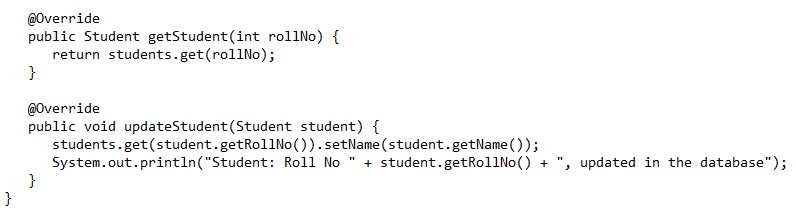 @Override
public Student getStudent(int rollNo) {
return students.get(rollNo);
}
@Override
public void updateStudent(Student student) {
students.get(student.getRollNo()).setName(student.getName());
System.out.println("Student: Roll No " + student.getRollNo() + ", updated in the database");
}
}